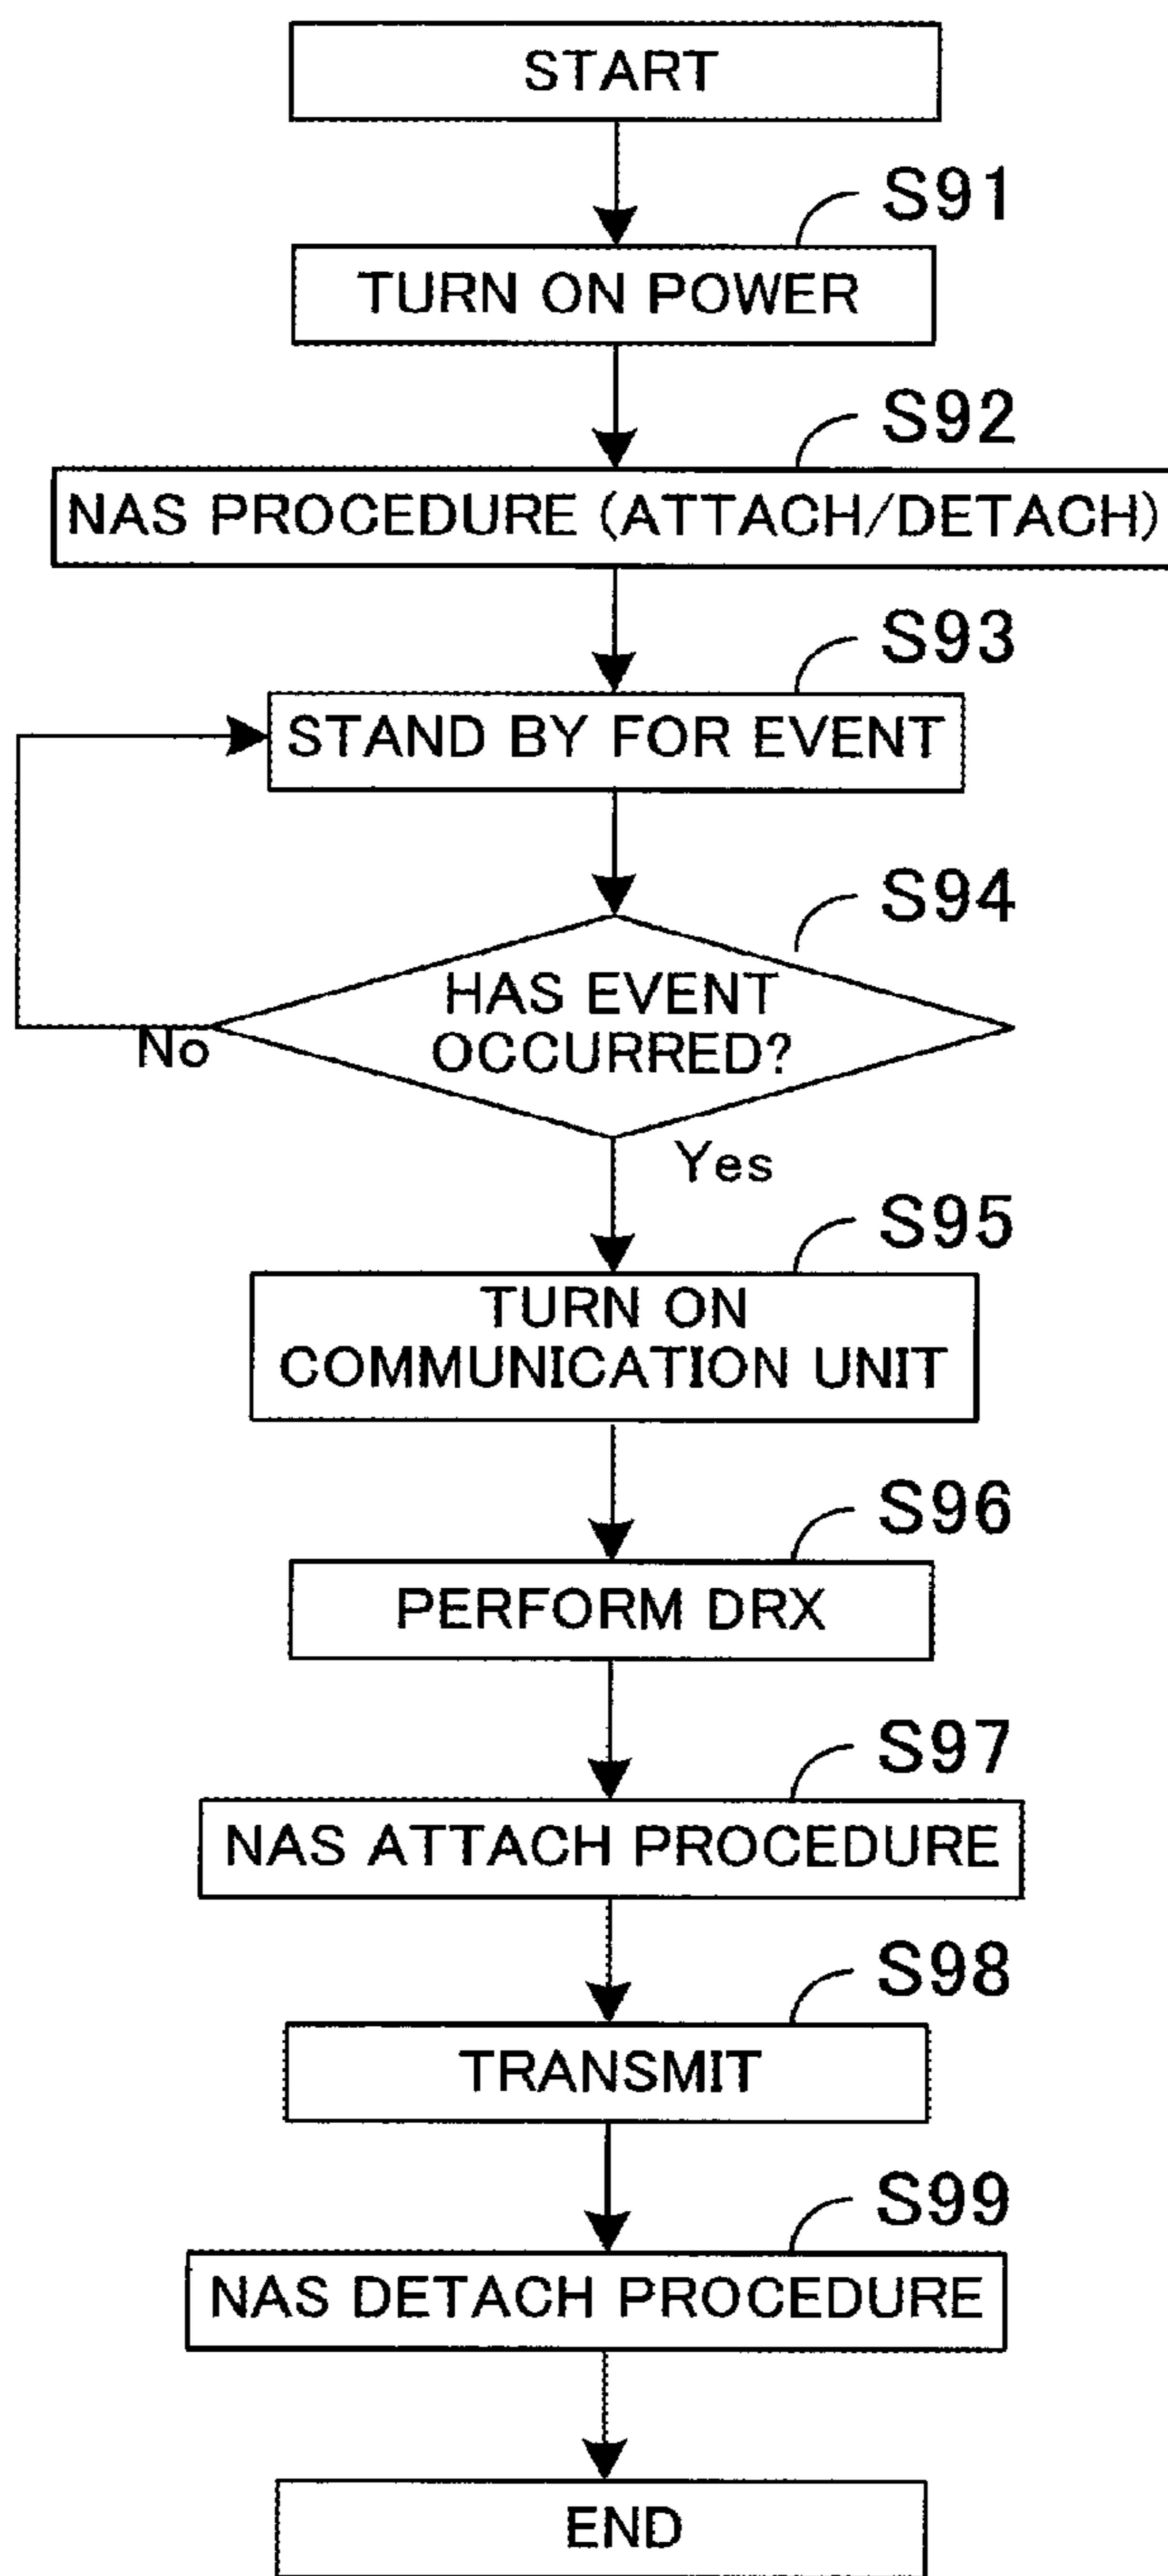 START
S91
TURN ON POWER
S92
NAS PROCEDURE (ATTACH/DETACH)
S93
STAND BY FOR EVENT
S94
HAS EVENT
OCCURRED?
No
Yes
S95
TURN ON
COMMUNICATION UNIT
S96
PERFORM DRX
S97
NAS ATTACH PROCEDURE
S98
TRANSMIT
S99
NAS DETACH PROCEDURE
END